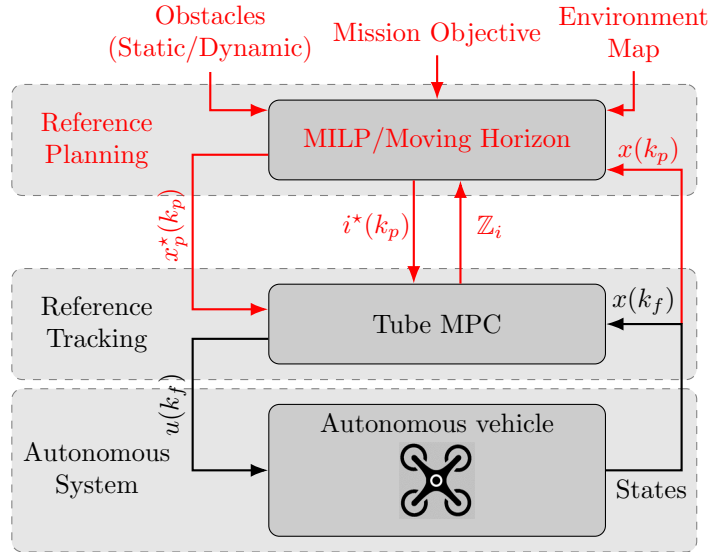 Obstacles
(Static/Dynamic)
Mission Objective
Environment
Map
Reference
Planning
MILP/Moving Horizon
x(k_p)
x_p^⋆(k_p)
i^⋆(k_p)
ℤ_i
Reference
Tracking
Tube MPC
x(k_f)
u(k_f)
Autonomous
System
Autonomous vehicle
States